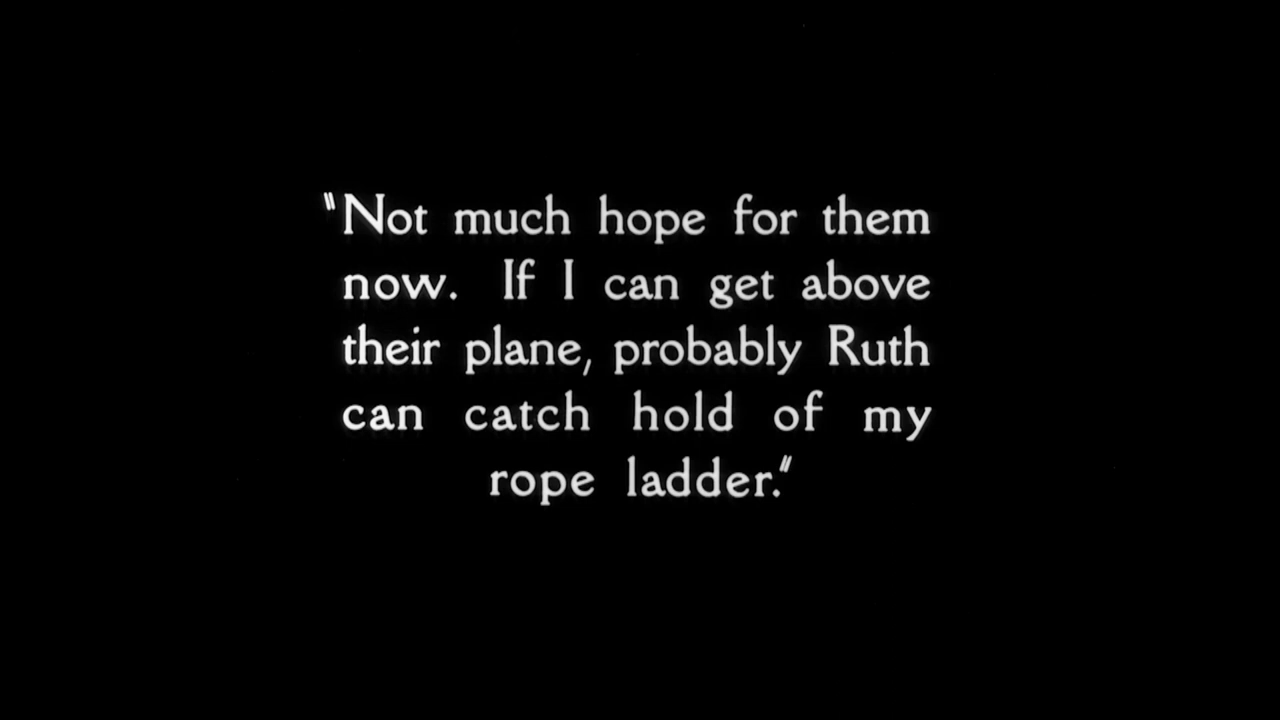 "Not much hope for them
now. If I can get above
their plane, probably Ruth
can catch hold of my
rope ladder."